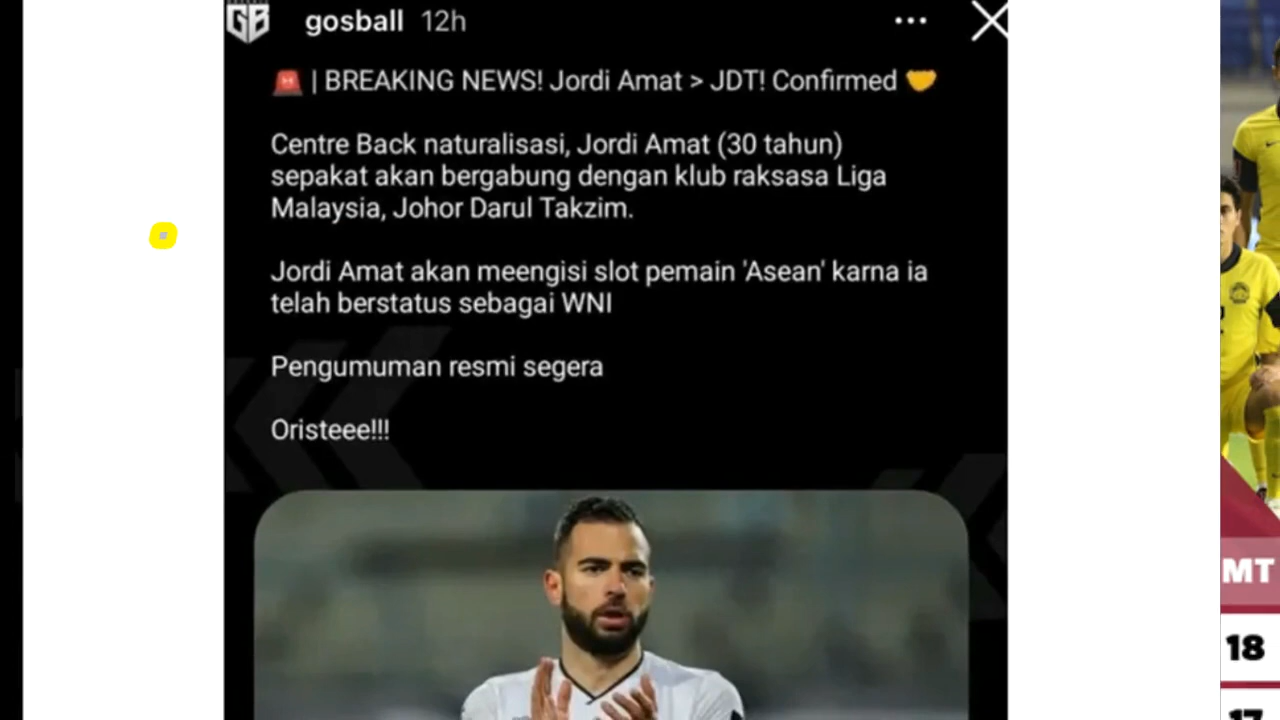 GB
gosball 12h
🚨 | BREAKING NEWS! Jordi Amat > JDT! Confirmed 🤝
Centre Back naturalisasi, Jordi Amat (30 tahun)
sepakat akan bergabung dengan klub raksasa Liga
Malaysia, Johor Darul Takzim.
Jordi Amat akan meengisi slot pemain 'Asean' karna ia
telah berstatus sebagai WNI
Pengumuman resmi segera
Oristeee!!!
MT
18
17